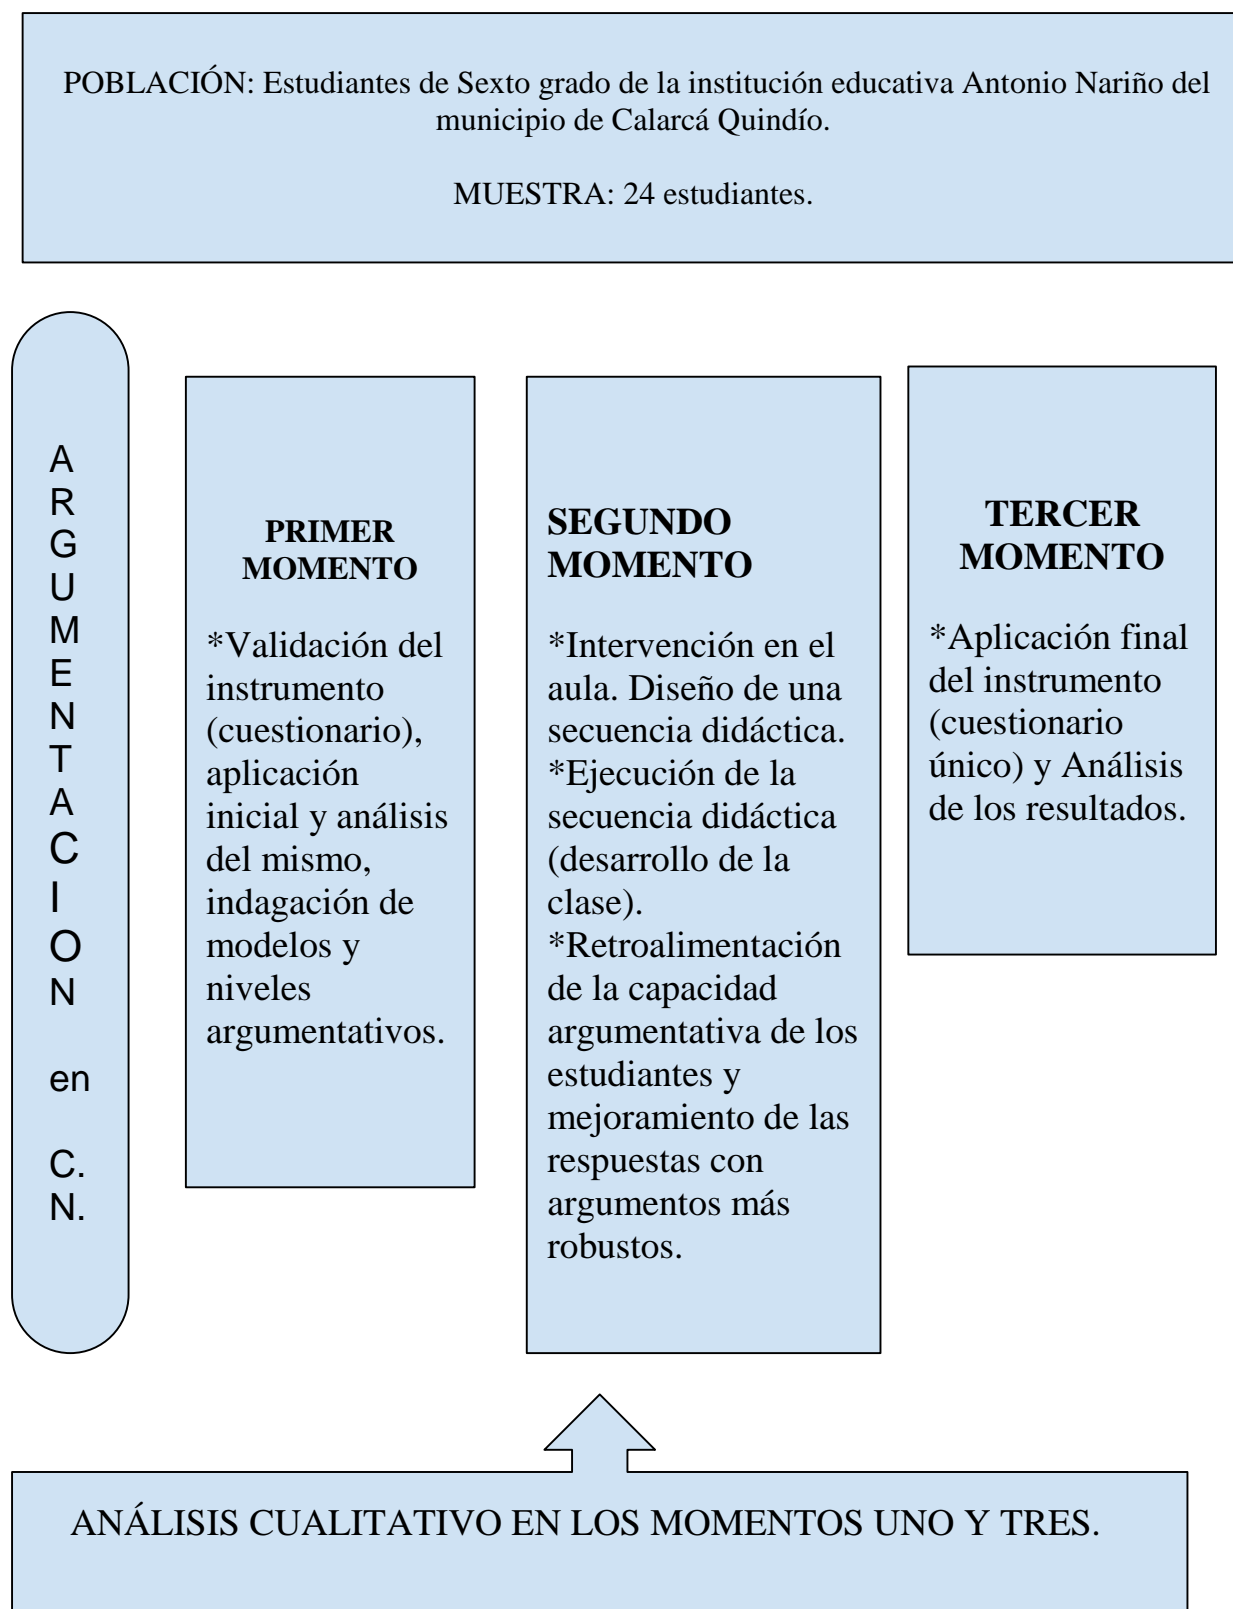 POBLACIÓN: Estudiantes de Sexto grado de la institución educativa Antonio Nariño del
municipio de Calarcá Quindío.
MUESTRA: 24 estudiantes.
A
R
G
U
M
E
N
T
A
C
I
O
N
en
C.
N.
PRIMER
MOMENTO
*Validación del
instrumento
(cuestionario),
aplicación
inicial y análisis
del mismo,
indagación de
modelos y
niveles
argumentativos.
SEGUNDO
MOMENTO
*Intervención en el
aula. Diseño de una
secuencia didáctica.
*Ejecución de la
secuencia didáctica
(desarrollo de la
clase).
*Retroalimentación
de la capacidad
argumentativa de los
estudiantes y
mejoramiento de las
respuestas con
argumentos más
robustos.
TERCER
MOMENTO
*Aplicación final
del instrumento
(cuestionario
único) y Análisis
de los resultados.
ANÁLISIS CUALITATIVO EN LOS MOMENTOS UNO Y TRES.